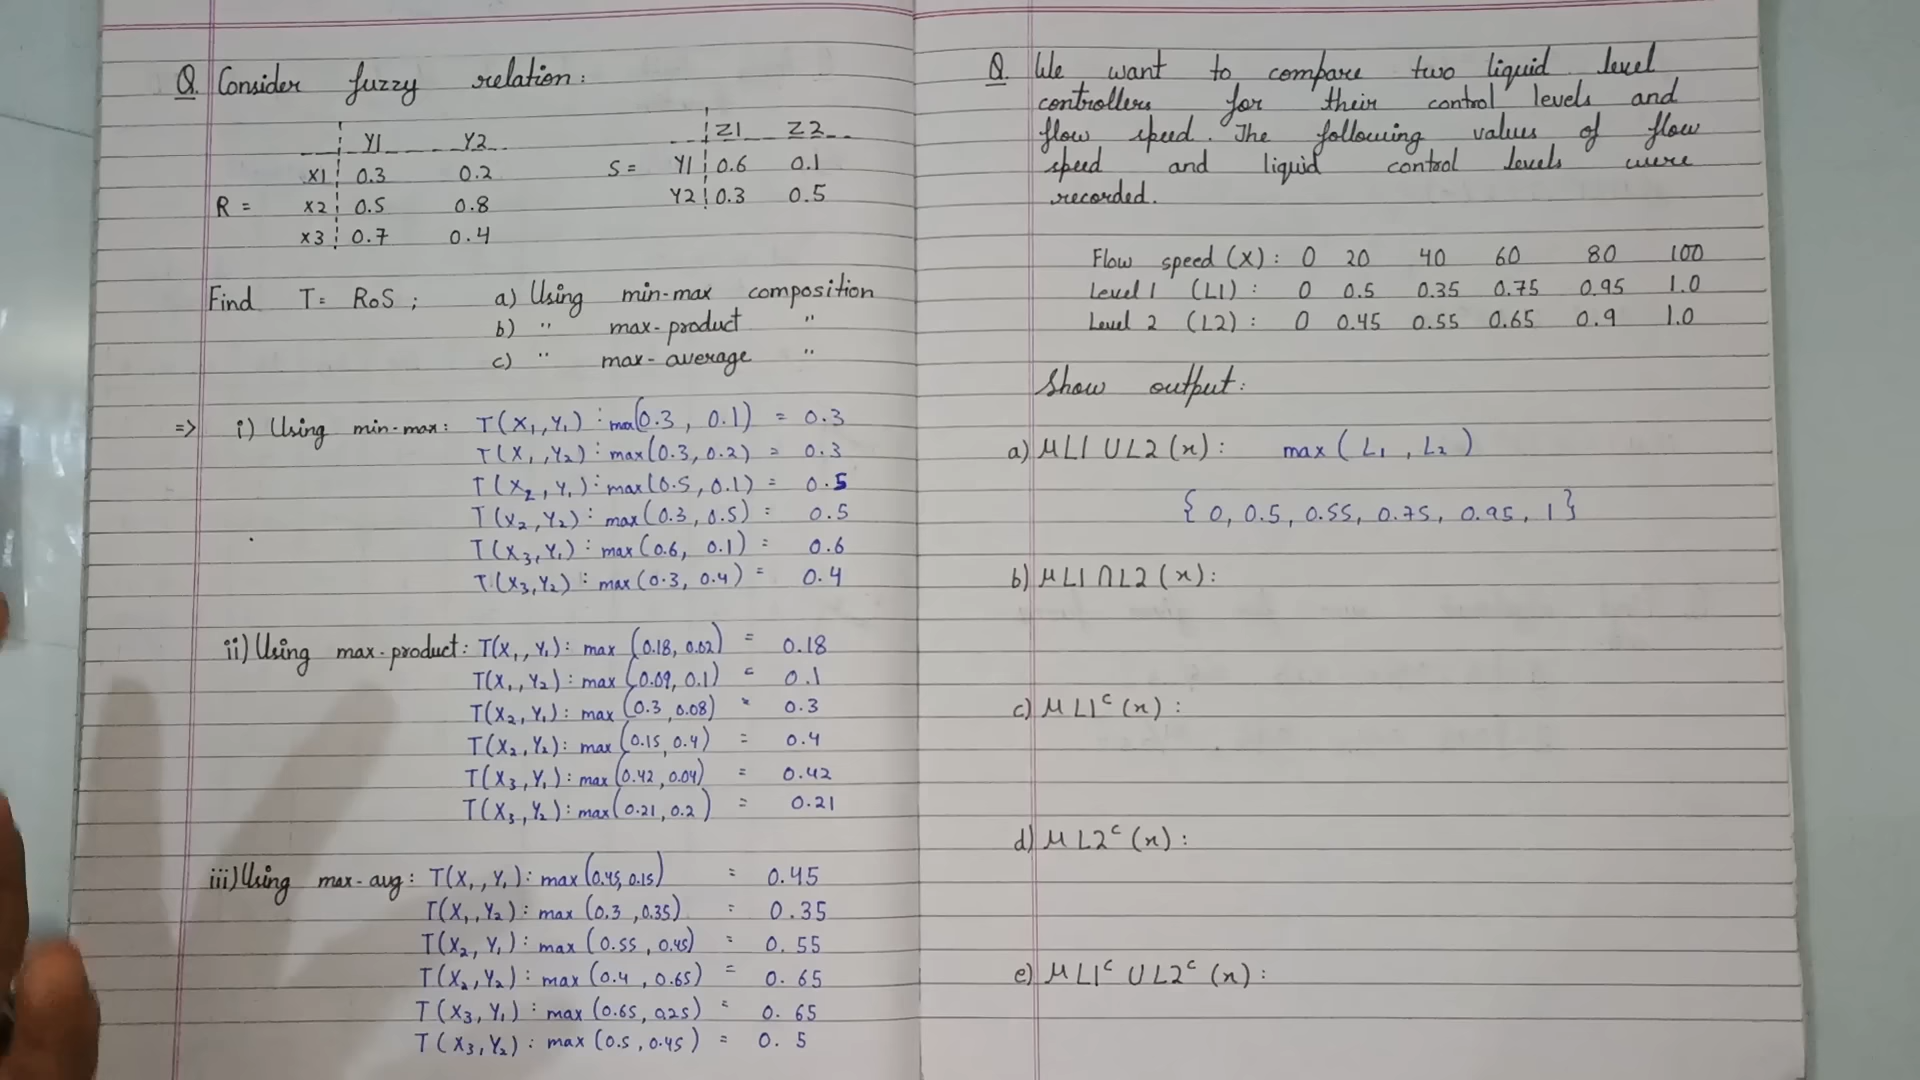 Q. Consider fuzzy relation:
Y1 Y2
X1 0.3 0.2
R = X2 0.5 0.8
X3 0.7 0.4
Z1 Z2
S = Y1 0.6 0.1
Y2 0.3 0.5
Find T = RoS ; a) Using min-max composition
b) " max-product "
c) " max-average "
=> i) Using min-max: T(X₁,Y₁) : max(0.3, 0.1) = 0.3
T(X₁,Y₂) : max(0.3, 0.2) = 0.3
T(X₂,Y₁) : max(0.5, 0.1) = 0.5
T(X₂,Y₂) : max(0.3, 0.5) = 0.5
T(X₃,Y₁) : max(0.6, 0.1) = 0.6
T(X₃,Y₂) : max(0.3, 0.4) = 0.4
ii) Using max-product: T(X₁,Y₁) : max (0.18, 0.02) = 0.18
T(X₁,Y₂) : max (0.09, 0.1) = 0.1
T(X₂,Y₁) : max (0.3, 0.08) = 0.3
T(X₂,Y₂) : max (0.15, 0.4) = 0.4
T(X₃,Y₁) : max (0.42, 0.04) = 0.42
T(X₃,Y₂) : max (0.21, 0.2) = 0.21
iii) Using max-avg: T(X₁,Y₁) : max (0.45, 0.15) = 0.45
T(X₁,Y₂) : max (0.3, 0.35) = 0.35
T(X₂,Y₁) : max (0.55, 0.45) = 0.55
T(X₂,Y₂) : max (0.4, 0.65) = 0.65
T(X₃,Y₁) : max (0.65, 0.25) = 0.65
T(X₃,Y₂) : max (0.5, 0.45) = 0.5
Q. We want to compare two liquid level
controllers for their control levels and
flow speed. The following values of flow
speed and liquid control levels were
recorded.
Flow speed (X) : 0 20 40 60 80 100
Level 1 (L1) : 0 0.5 0.35 0.75 0.95 1.0
Level 2 (L2) : 0 0.45 0.55 0.65 0.9 1.0
Show output:
a) μL1 ∪ L2 (x) : max ( L₁ , L₂ )
{ 0, 0.5, 0.55, 0.75, 0.95, 1 }
b) μL1 ∩ L2 (x) :
c) μL1ᶜ (x) :
d) μL2ᶜ (x) :
e) μL1ᶜ ∪ L2ᶜ (x) :